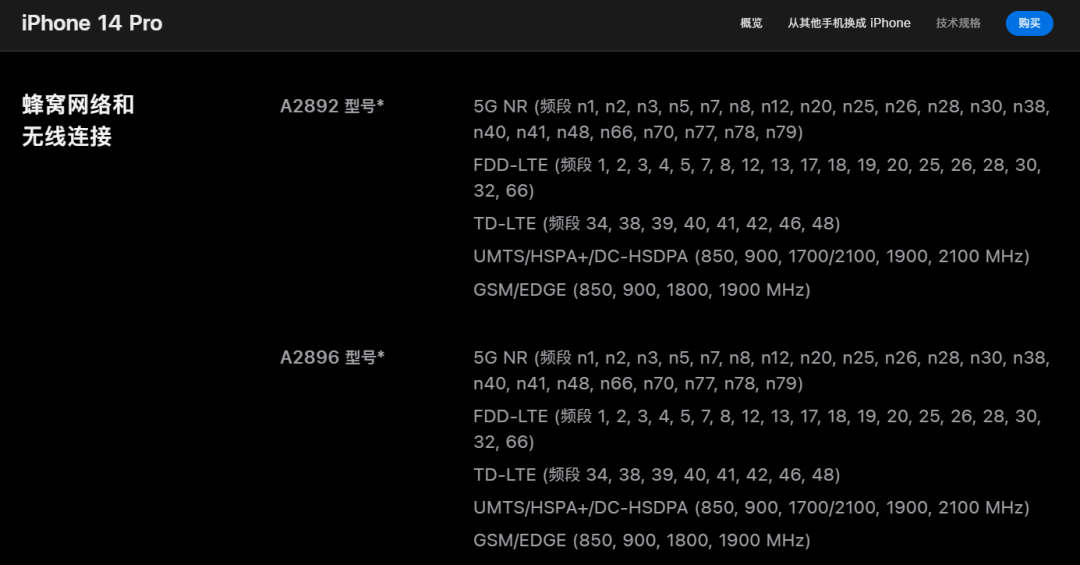 iPhone 14 Pro
概览 从其他手机换成 iPhone 技术规格 购买
蜂窝网络和
无线连接
A2892 型号*
5G NR (频段 n1, n2, n3, n5, n7, n8, n12, n20, n25, n26, n28, n30, n38,
n40, n41, n48, n66, n70, n77, n78, n79)
FDD-LTE (频段 1, 2, 3, 4, 5, 7, 8, 12, 13, 17, 18, 19, 20, 25, 26, 28, 30,
32, 66)
TD-LTE (频段 34, 38, 39, 40, 41, 42, 46, 48)
UMTS/HSPA+/DC-HSDPA (850, 900, 1700/2100, 1900, 2100 MHz)
GSM/EDGE (850, 900, 1800, 1900 MHz)
A2896 型号*
5G NR (频段 n1, n2, n3, n5, n7, n8, n12, n20, n25, n26, n28, n30, n38,
n40, n41, n48, n66, n70, n77, n78, n79)
FDD-LTE (频段 1, 2, 3, 4, 5, 7, 8, 12, 13, 17, 18, 19, 20, 25, 26, 28, 30,
32, 66)
TD-LTE (频段 34, 38, 39, 40, 41, 42, 46, 48)
UMTS/HSPA+/DC-HSDPA (850, 900, 1700/2100, 1900, 2100 MHz)
GSM/EDGE (850, 900, 1800, 1900 MHz)